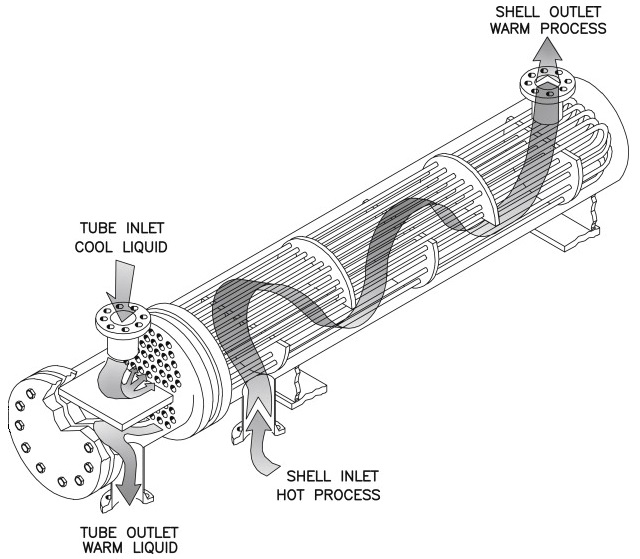 SHELL OUTLET
WARM PROCESS
TUBE INLET
COOL LIQUID
SHELL INLET
HOT PROCESS
TUBE OUTLET
WARM LIQUID